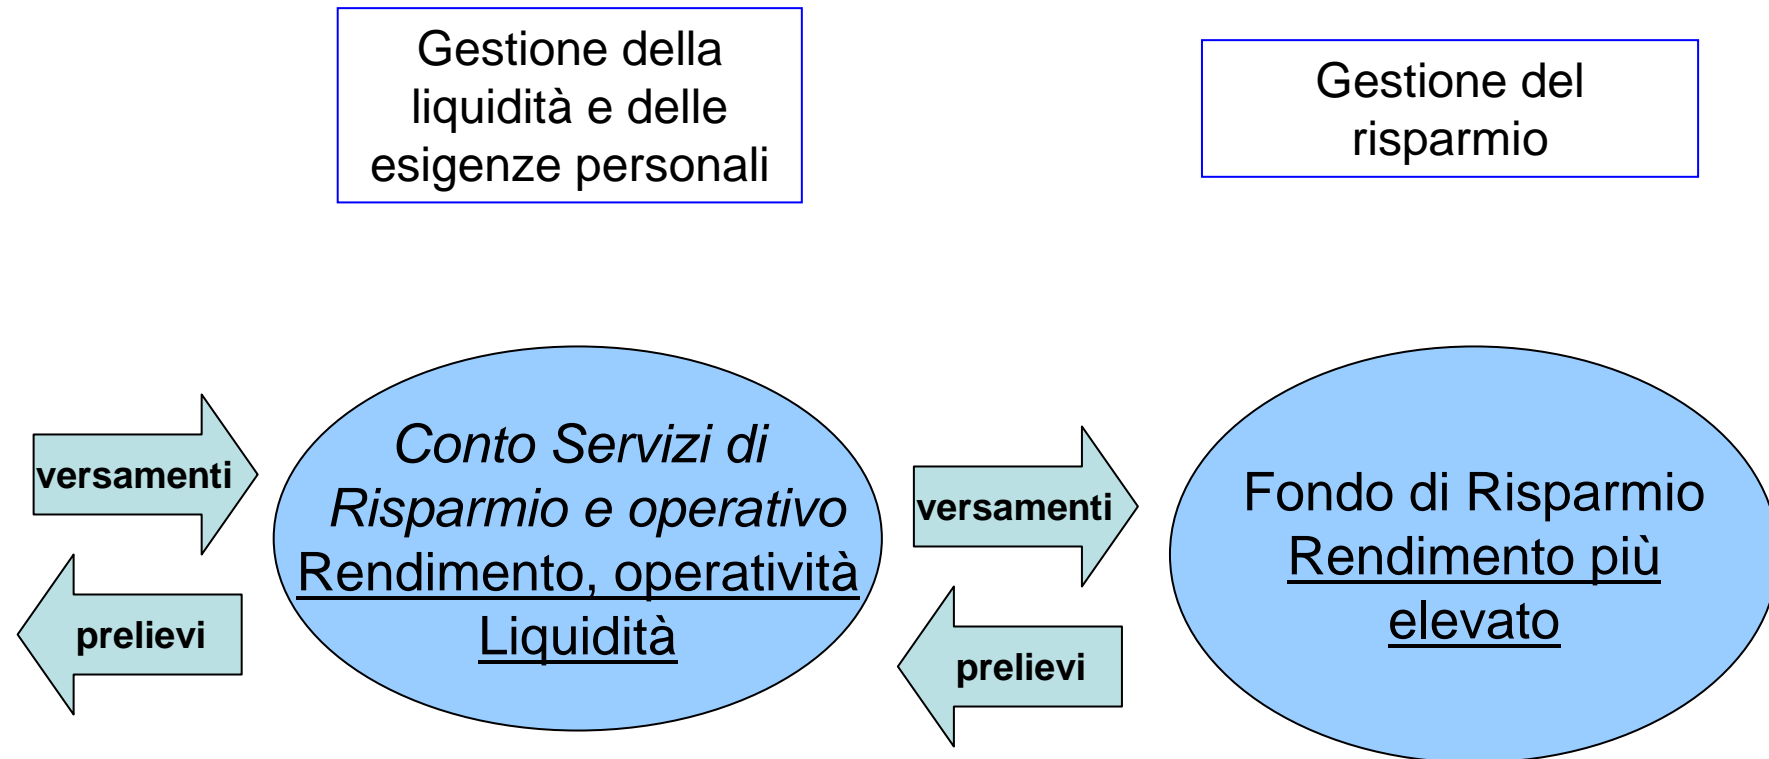 Gestione della
liquidità e delle
esigenze personali
Gestione del
risparmio
versamenti
prelievi
Conto Servizi di
Risparmio e operativo
Rendimento, operatività
Liquidità
versamenti
prelievi
Fondo di Risparmio
Rendimento più
elevato